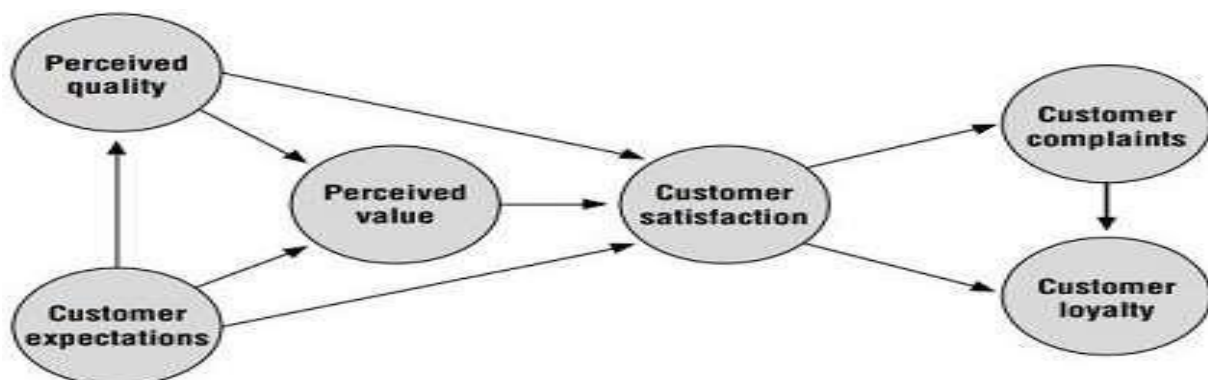 Perceived
quality
Perceived
value
Customer
expectations
Customer
satisfaction
Customer
complaints
Customer
loyalty